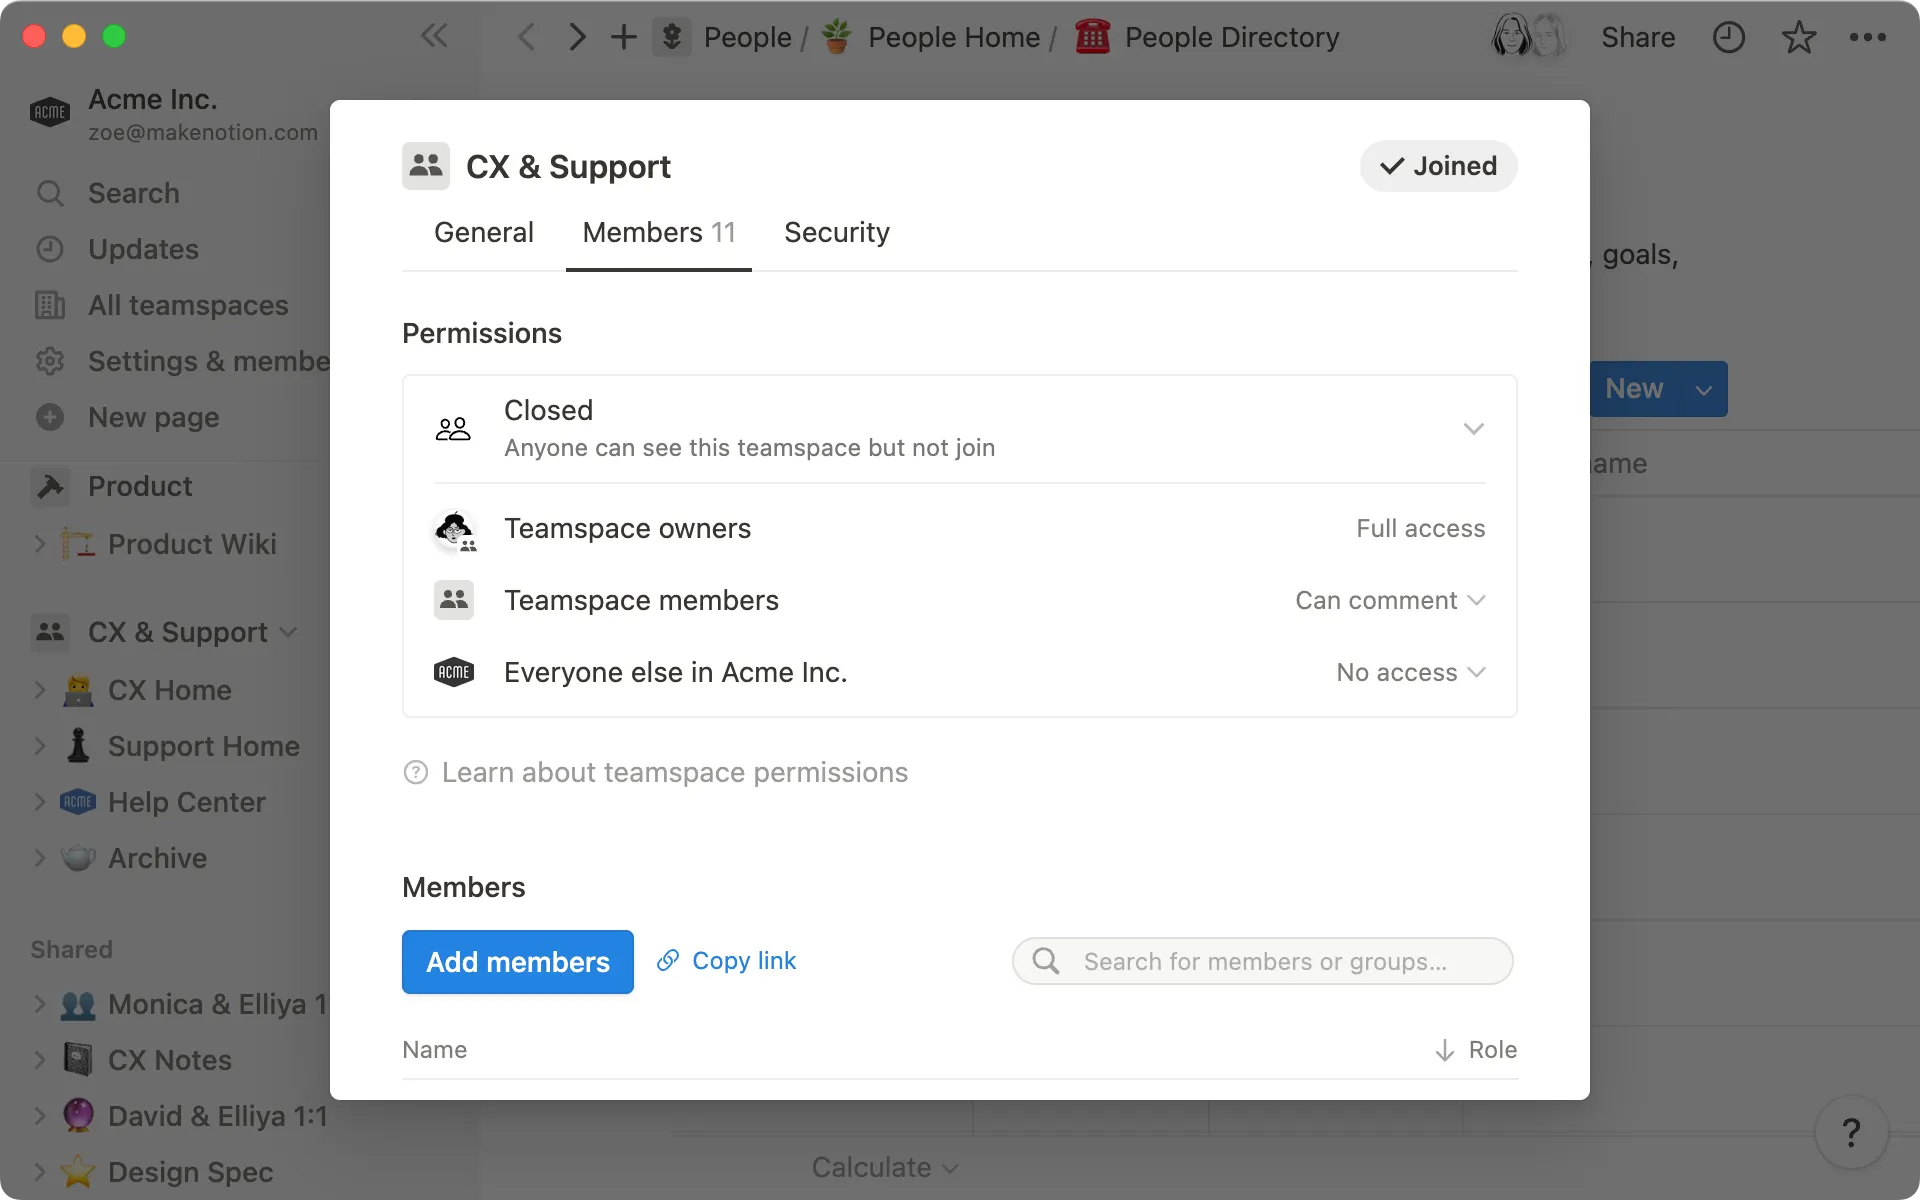 People / People Home / People Directory
Share
ACME
Acme Inc.
zoe@makenotion.com
Search
Updates
All teamspaces
Settings & membe
New page
Product
Product Wiki
CX & Support
CX Home
Support Home
ACME Help Center
Archive
Shared
Monica & Elliya 1
CX Notes
David & Elliya 1:1
Design Spec
CX & Support
Joined
General
Members 11
Security
Permissions
Closed
Anyone can see this teamspace but not join
Teamspace owners
Full access
Teamspace members
Can comment
ACME
Everyone else in Acme Inc.
No access
? Learn about teamspace permissions
Members
Add members
Copy link
Search for members or groups...
Name
↓ Role
, goals,
New
ame
Calculate
?